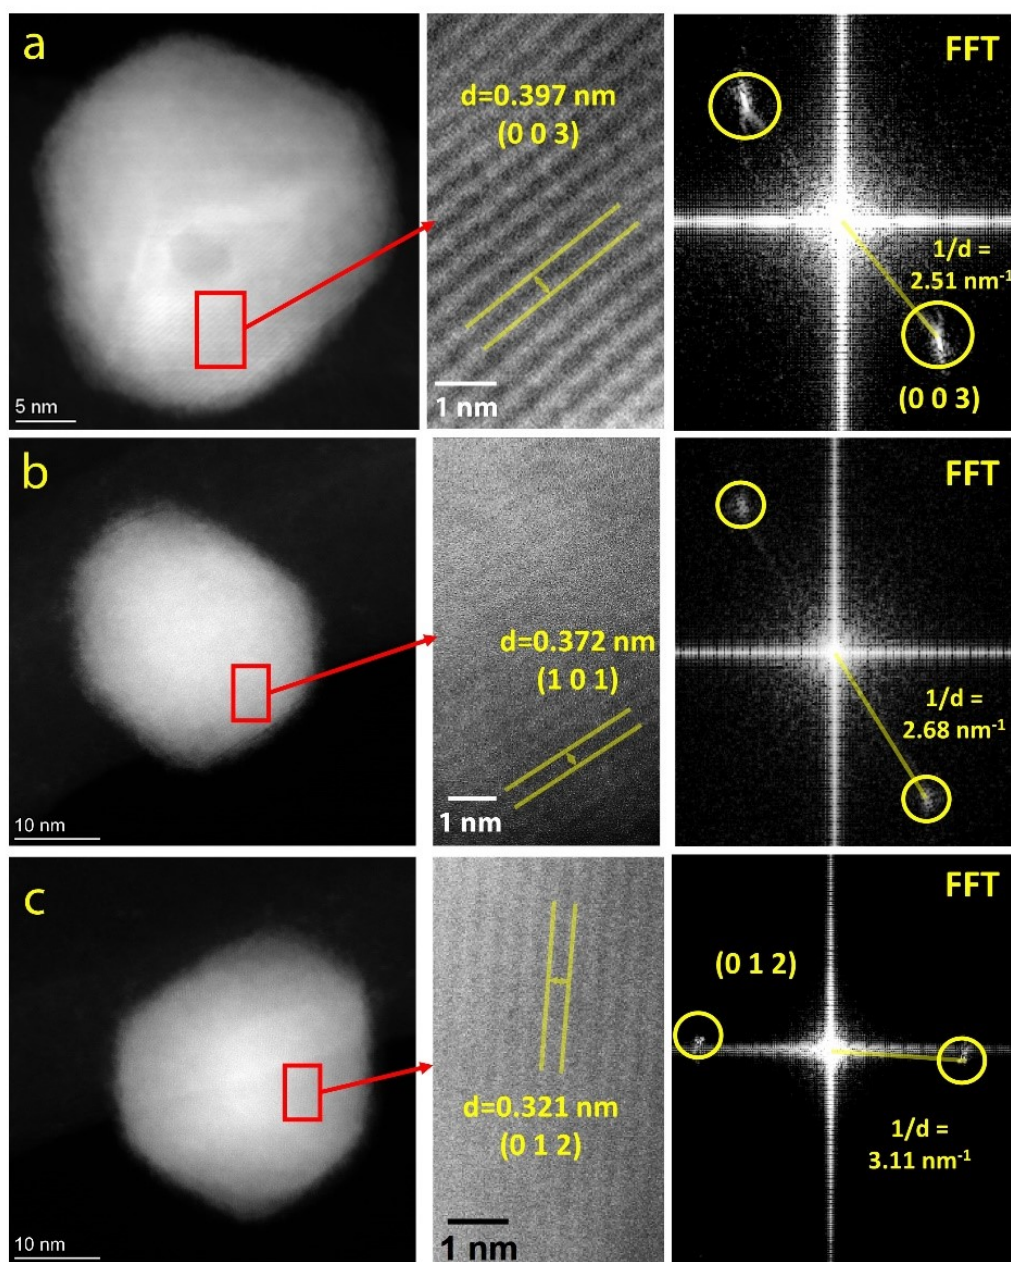 a
d=0.397 nm
(0 0 3)
1 nm
5 nm
FFT
1/d =
2.51 nm⁻¹
(0 0 3)
b
d=0.372 nm
(1 0 1)
1 nm
10 nm
FFT
1/d =
2.68 nm⁻¹
c
d=0.321 nm
(0 1 2)
1 nm
10 nm
FFT
(0 1 2)
1/d =
3.11 nm⁻¹